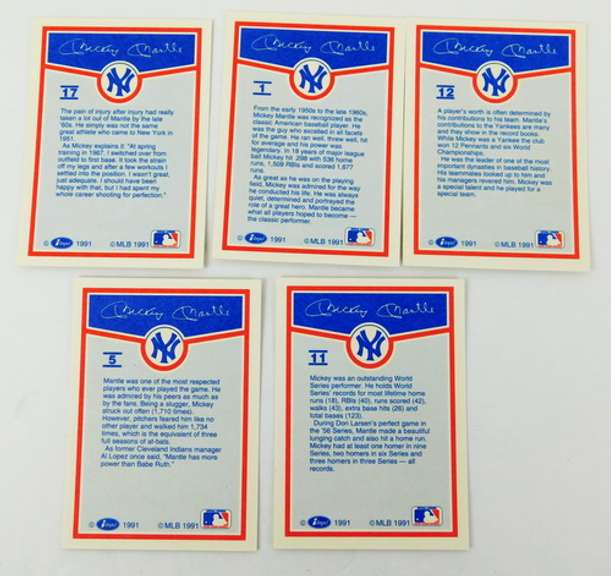 Mickey Mantle
17
NY
The pain of injury after injury had really
taken a lot out of Mantle by the late
'60s. He simply was not the same
great athlete who came to New York in
1951.
As Mickey explains it. "At spring
training in 1967, I switched over from
outfield to first base. It took the strain
off my legs and after a few workouts I
settled into the position. I wasn't great,
just adequate. I should have been
happy with that, but I had spent my
whole career shooting for perfection."
© 1991 © MLB 1991
Mickey Mantle
1
NY
From the early 1950s to the late 1960s,
Mickey Mantle was recognized as the
classic American baseball player. He
was the guy who excelled in all facets
of the game. He ran well, threw well, hit
for average and his power was
legendary. In 18 years of major league
ball Mickey hit .298 with 536 home
runs, 1,509 RBIs and scored 1,677
runs.
As great as he was on the playing
field, Mickey was admired for the way
he conducted his life. He was always
quiet, determined and portrayed the
role of a great hero. Mantle became
what all players hoped to become —
the classic performer.
© 1991 © MLB 1991
Mickey Mantle
12
NY
A player's worth is often determined by
his contributions to his team. Mantle's
contributions to the Yankees are many
and they show in the record books.
While Mickey was a Yankee the club
won 12 Pennants and six World
Championships.
He was the leader of one of the most
important dynasties in baseball history.
His teammates looked up to him and
his managers revered him. Mickey was
a special talent and he played for a
special team.
© 1991 © MLB 1991
Mickey Mantle
5
NY
Mantle was one of the most respected
players who ever played the game. He
was admired by his peers as much as
by the fans. Being a slugger, Mickey
struck out often (1,710 times).
However, pitchers feared him like no
other player and walked him 1,734
times, which is the equivalent of three
full seasons of at-bats.
As former Cleveland Indians manager
Al Lopez once said, "Mantle has more
power than Babe Ruth."
© 1991 © MLB 1991
Mickey Mantle
11
NY
Mickey was an outstanding World
Series performer. He holds World
Series' records for most lifetime home
runs (18), RBIs (40), runs scored (42),
walks (43), extra base hits (26) and
total bases (123).
During Don Larsen's perfect game in
the '56 Series, Mantle made a beautiful
lunging catch and also hit a home run.
Mickey had at least one homer in nine
Series, two homers in six Series and
three homers in three Series — all
records.
© 1991 © MLB 1991